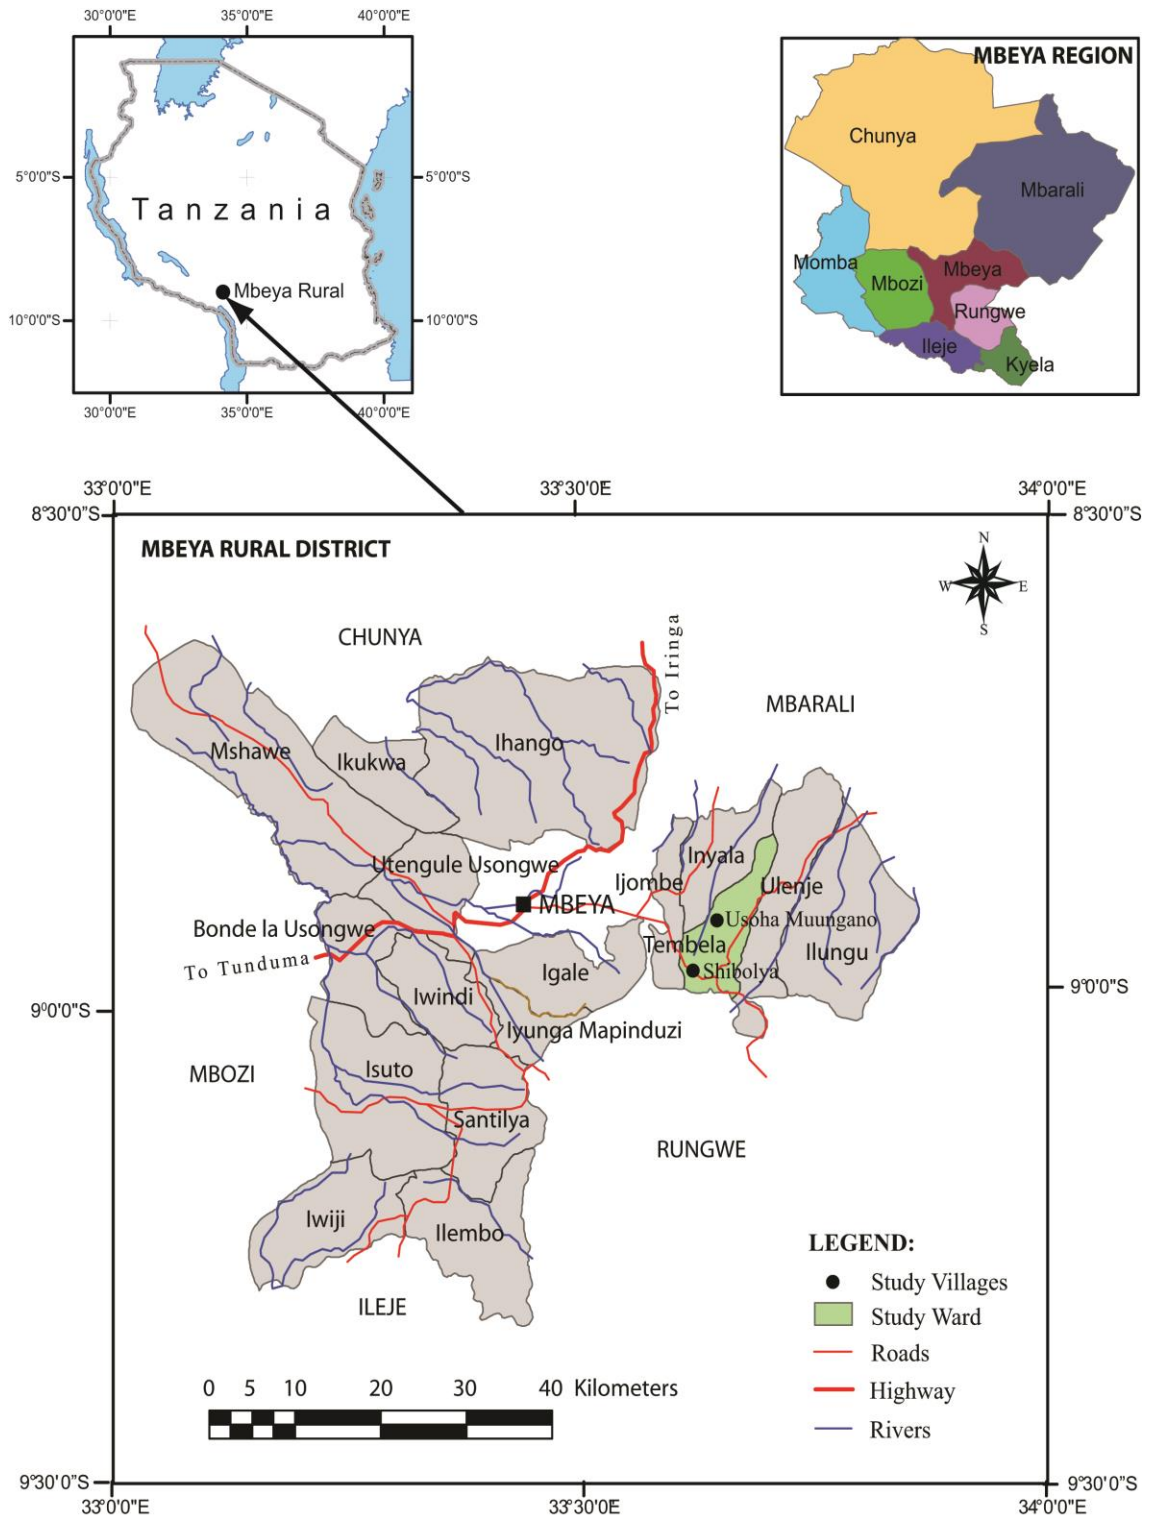 30°0'0"E 35°0'0"E 40°0'0"E
5°0'0"S 5°0'0"S
Tanzania
Mbeya Rural
10°0'0"S 10°0'0"S
30°0'0"E 35°0'0"E 40°0'0"E
MBEYA REGION
Chunya
Mbarali
Momba
Mbozi
Mbeya
Rungwe
Ileje
Kyela
33°0'0"E 33°30'0E 34°0'0"E
8°30'0"S 8°30'0"S
MBEYA RURAL DISTRICT
N
W E
S
CHUNYA
To Iringa
MBARALI
Mshawe
Ikukwa
Ihango
Utengule Usongwe
Inyala
Ijombe
Ulenje
MBEYA
Usoha Muungano
Bonde la Usongwe
Tembela
Ilungu
To Tunduma
Igale
Shibolya
Iwindi
9°0'0"S 9°0'0"S
Iyunga Mapinduzi
MBOZI
Isuto
Santilya
RUNGWE
Iwiji
Ilembo
ILEJE
LEGEND:
Study Villages
Study Ward
Roads
Highway
Rivers
0 5 10 20 30 40 Kilometers
9°30'0"S 9°30'0"S
33°0'0"E 33°30'0"E 34°0'0"E